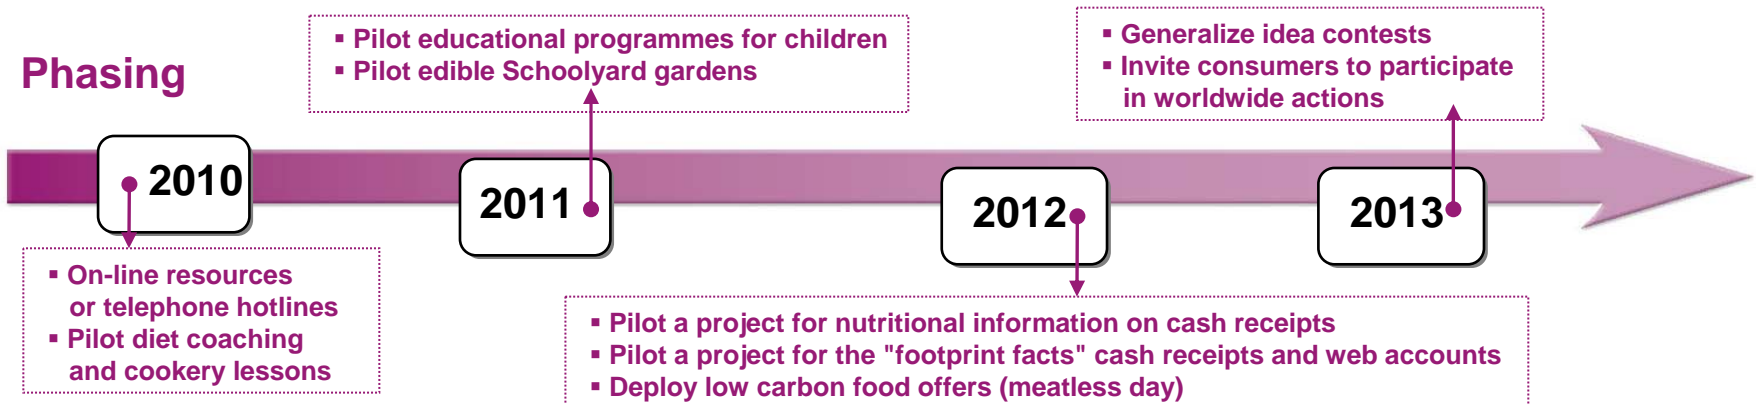 Phasing
▪ Pilot educational programmes for children
▪ Pilot edible Schoolyard gardens
▪ Generalize idea contests
▪ Invite consumers to participate
in worldwide actions
2010
2011
2012
2013
▪ On-line resources
or telephone hotlines
▪ Pilot diet coaching
and cookery lessons
▪ Pilot a project for nutritional information on cash receipts
▪ Pilot a project for the "footprint facts" cash receipts and web accounts
▪ Deploy low carbon food offers (meatless day)